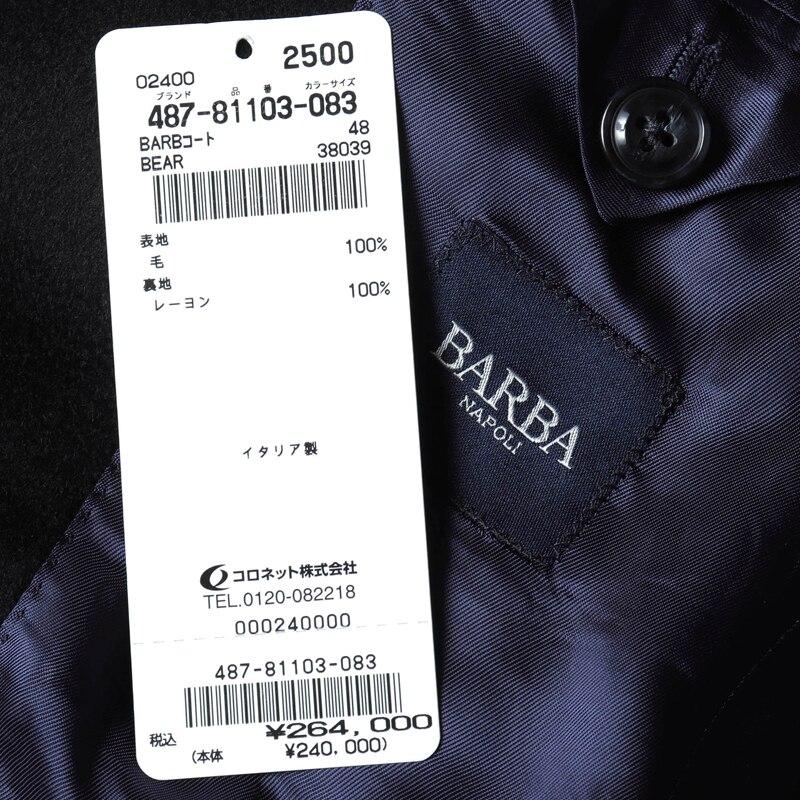 02400 2500
ブランド 品番 カラーサイズ
487-81103-083
BARBコート 48
BEAR 38039
表地
毛 100%
裏地
レーヨン 100%
イタリア製
コロネット株式会社
TEL.0120-082218
000240000
487-81103-083
税込 ¥264,000
(本体 ¥240,000)
BARBA
NAPOLI